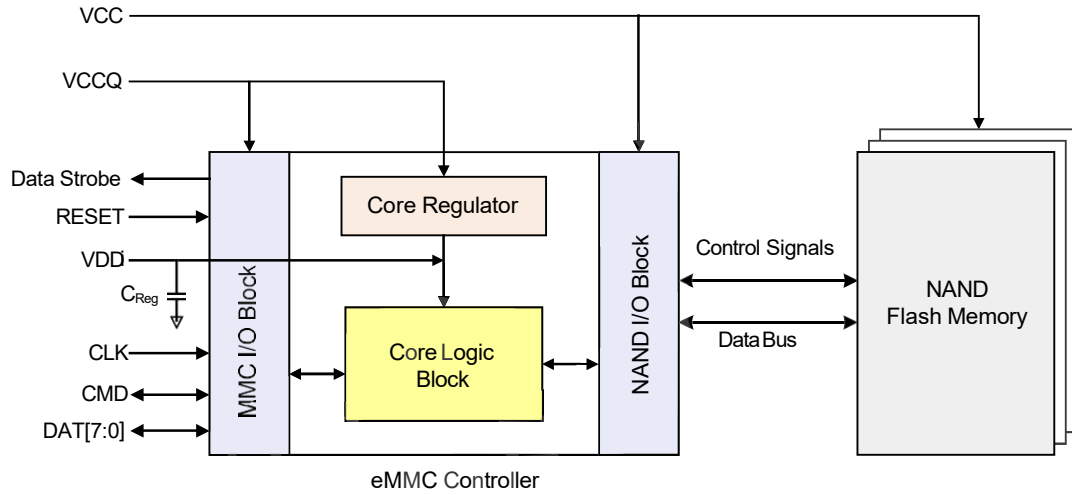 VCC
VCCQ
Data Strobe
RESET
VDDi
CReg
CLK
CMD
DAT[7:0]
MMC I/O Block
Core Regulator
Core Logic
Block
NAND I/O Block
Control Signals
Data Bus
NAND
Flash Memory
eMMC Controller